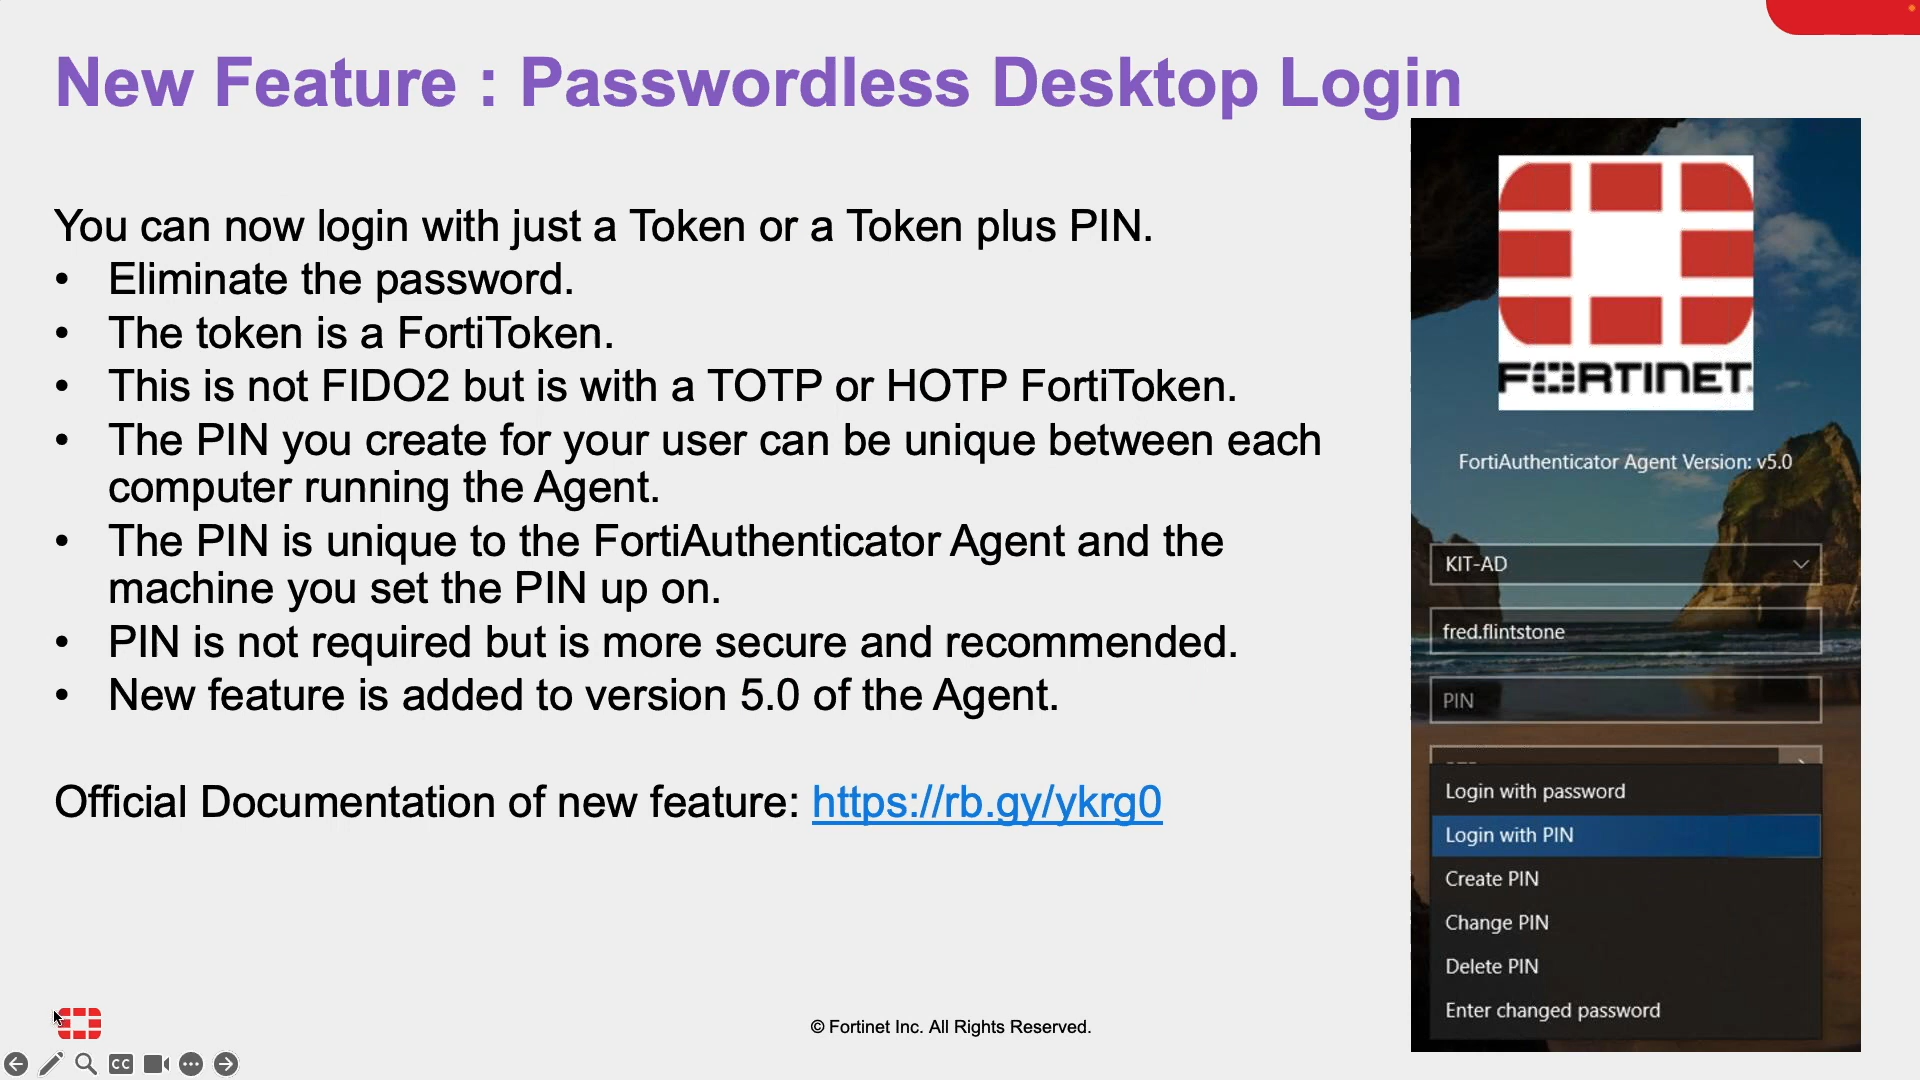 New Feature : Passwordless Desktop Login
You can now login with just a Token or a Token plus PIN.
• Eliminate the password.
• The token is a FortiToken.
• This is not FIDO2 but is with a TOTP or HOTP FortiToken.
• The PIN you create for your user can be unique between each
computer running the Agent.
• The PIN is unique to the FortiAuthenticator Agent and the
machine you set the PIN up on.
• PIN is not required but is more secure and recommended.
• New feature is added to version 5.0 of the Agent.
Official Documentation of new feature: https://rb.gy/ykrg0
FORTINET
FortiAuthenticator Agent Version: v5.0
KIT-AD
fred.flintstone
PIN
Login with password
Login with PIN
Create PIN
Change PIN
Delete PIN
Enter changed password
© Fortinet Inc. All Rights Reserved.
CC